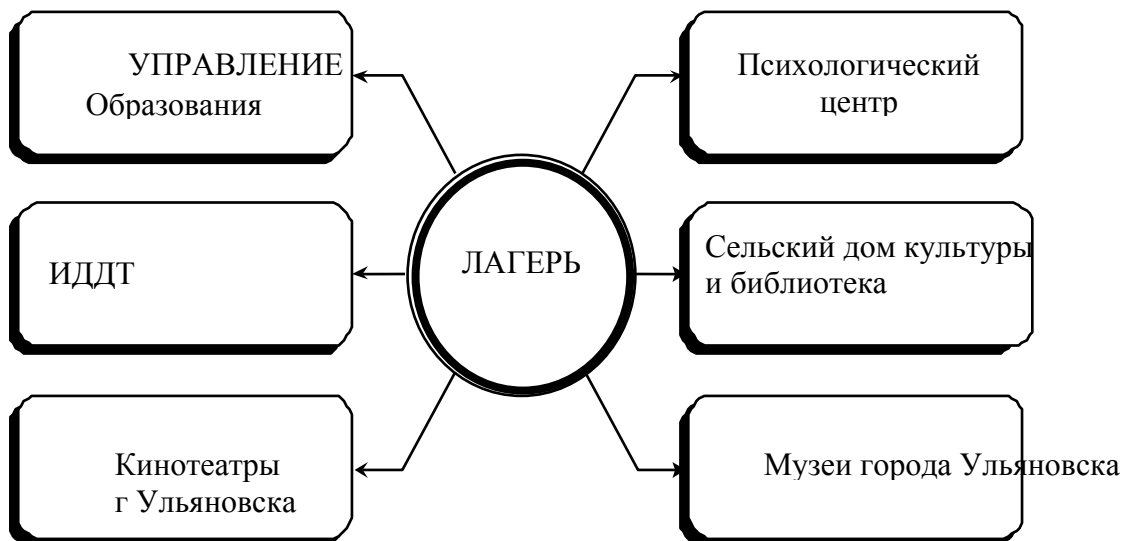 УПРАВЛЕНИЕ
Образования
Психологический
центр
ИДДТ
ЛАГЕРЬ
Сельский дом культуры
и библиотека
Кинотеатры
г Ульяновска
Музеи города Ульяновска